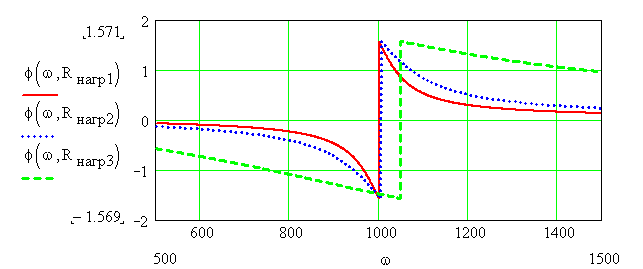 1.571
2
ϕ(ω,R нагр1)
1
ϕ(ω,R нагр2)
0
ϕ(ω,R нагр3)
−1
−1.569
−2
600 800 1000 1200 1400
500 ω 1500